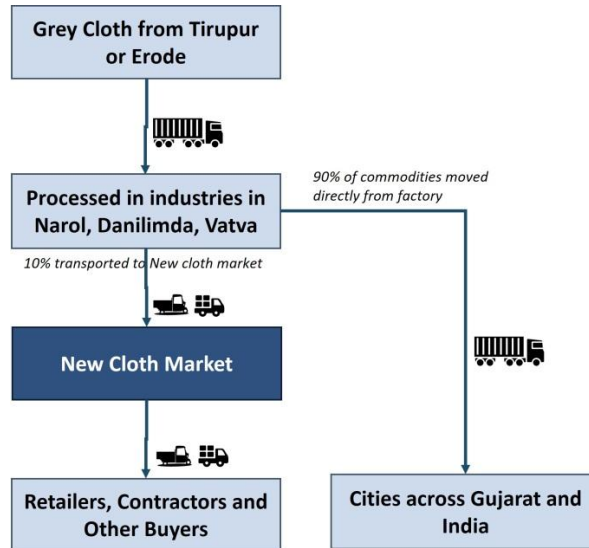 Grey Cloth from Tirupur
or Erode
90% of commodities moved
directly from factory
Processed in industries in
Narol, Danilimda, Vatva
10% transported to New cloth market
New Cloth Market
Retailers, Contractors and
Other Buyers
Cities across Gujarat and
India